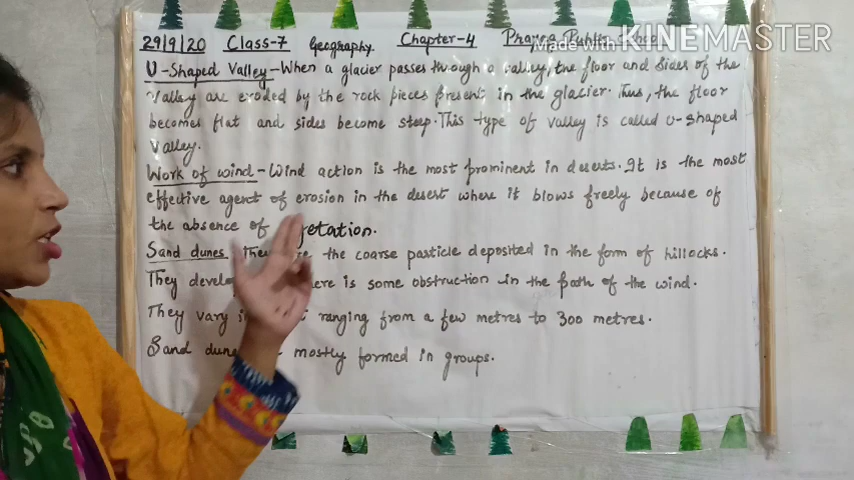 29/9/20 Class-7 Geography Chapter-4 Public
Made with KINEMASTER
U-Shaped Valley - When a glacier passes through a valley, the floor and sides of the
valley are eroded by the rock pieces present in the glacier. Thus, the floor
becomes flat and sides become steep. This type of valley is called U-shaped
Valley.
Work of wind - Wind action is the most prominent in deserts. It is the most
effective agent of erosion in the desert where it blows freely because of
the absence of getation.
Sand dunes the coarse particle deposited in the form of hillocks.
They develo ere is some obstruction in the path of the wind.
They vary i ranging from a few metres to 300 metres.
Sand dune mostly formed in groups.